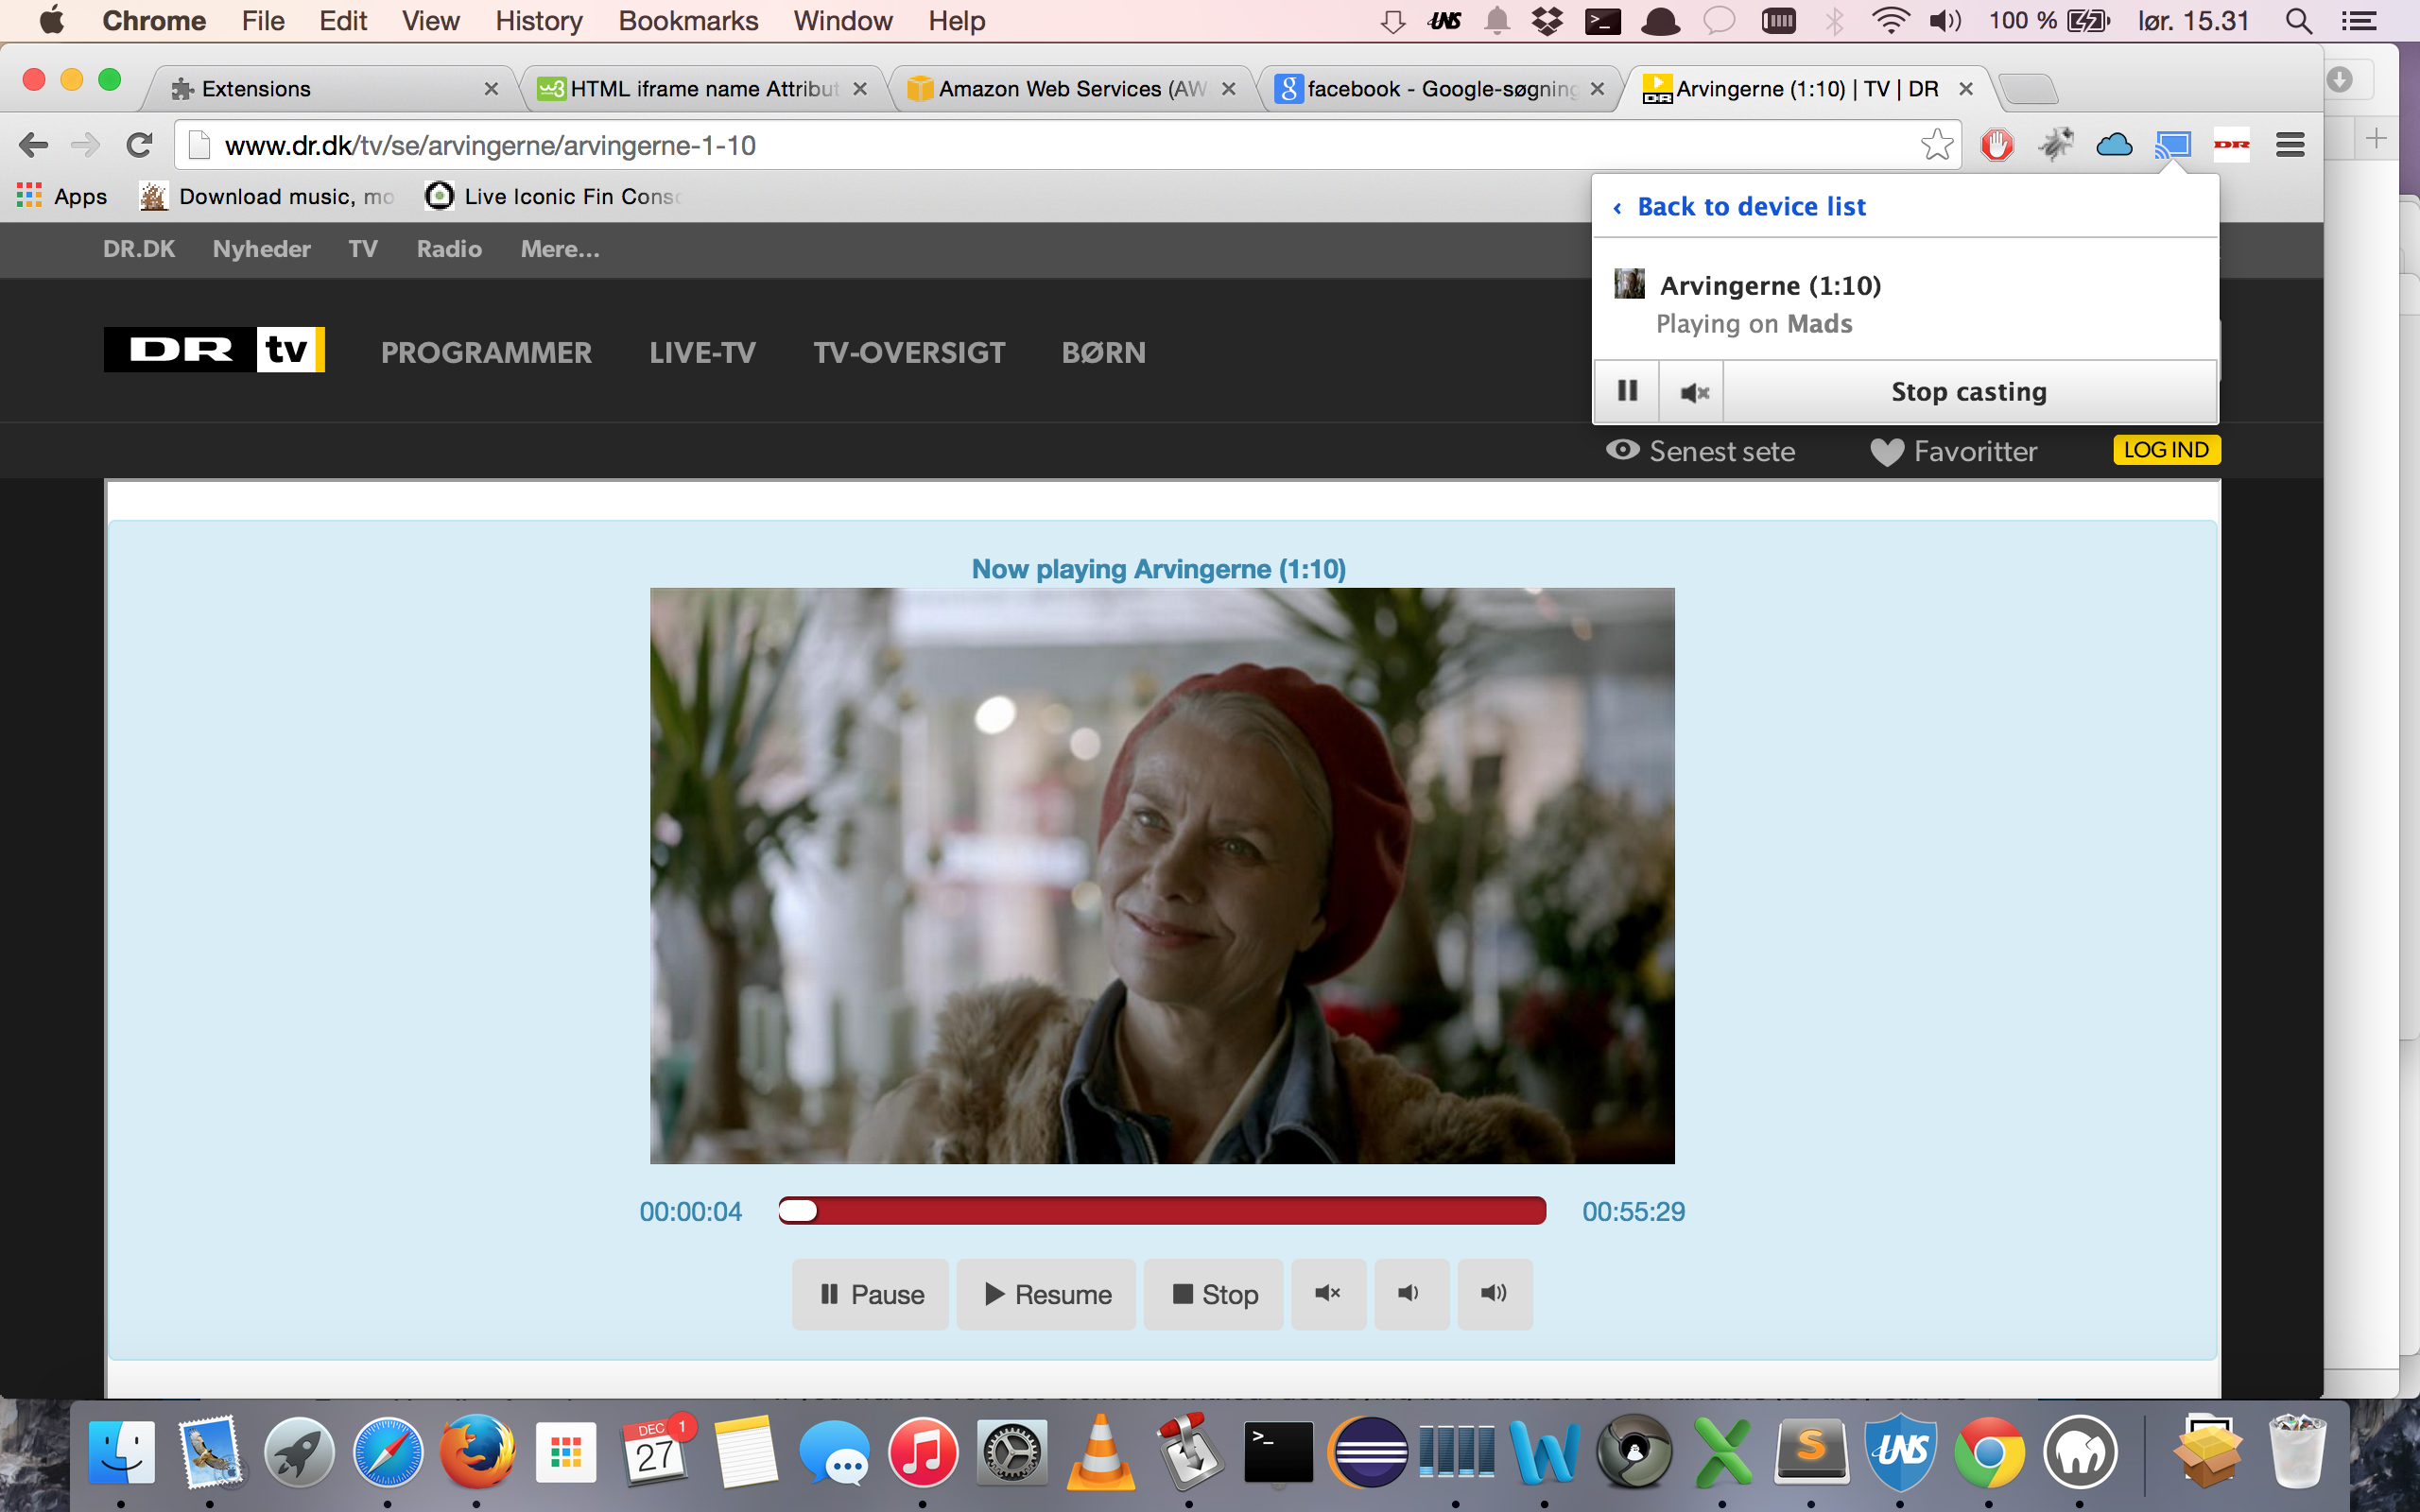 Chrome File Edit View History Bookmarks Window Help UNS 100 % lør. 15.31
Extensions HTML iframe name Attribut Amazon Web Services (AW facebook - Google-søgning Arvingerne (1:10) | TV | DR
www.dr.dk/tv/se/arvingerne/arvingerne-1-10 DR
Apps Download music, mo Live Iconic Fin Conso
‹ Back to device list
DR.DK Nyheder TV Radio Mere...
Arvingerne (1:10)
Playing on Mads
DR tv PROGRAMMER LIVE-TV TV-OVERSIGT BØRN
Stop casting
Senest sete Favoritter LOG IND
Now playing Arvingerne (1:10)
00:00:04 00:55:29
Pause Resume Stop
DEC 1
27
UNS